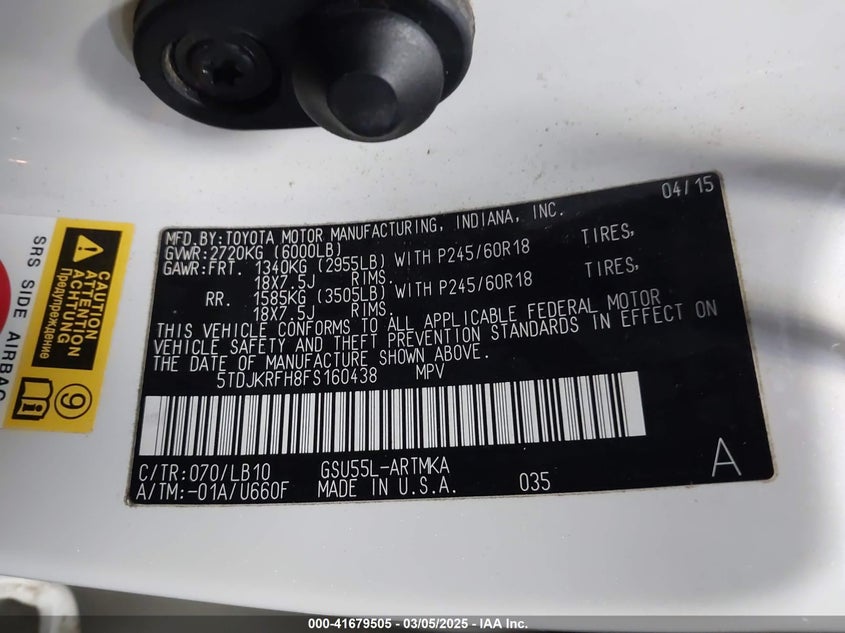 04/15
MFD.BY:TOYOTA MOTOR MANUFACTURING, INDIANA, INC.
GVWR:2720KG (6000LB)
GAWR:FRT. 1340KG (2955LB) WITH P245/60R18 TIRES,
18X7.5J RIMS.
RR. 1585KG (3505LB) WITH P245/60R18 TIRES,
18X7.5J RIMS.
THIS VEHICLE CONFORMS TO ALL APPLICABLE FEDERAL MOTOR
VEHICLE SAFETY AND THEFT PREVENTION STANDARDS IN EFFECT ON
THE DATE OF MANUFACTURE SHOWN ABOVE.
5TDJKRFH8FS160438 MPV
C/TR:070/LB10 GSU55L-ARTMKA
A/TM:-01A/U660F MADE IN U.S.A. 035
A
SRS SIDE AIRBAG
CAUTION
ATTENTION
ACHTUNG
Предупреждение
9
000-41679505 - 03/05/2025 - IAA Inc.